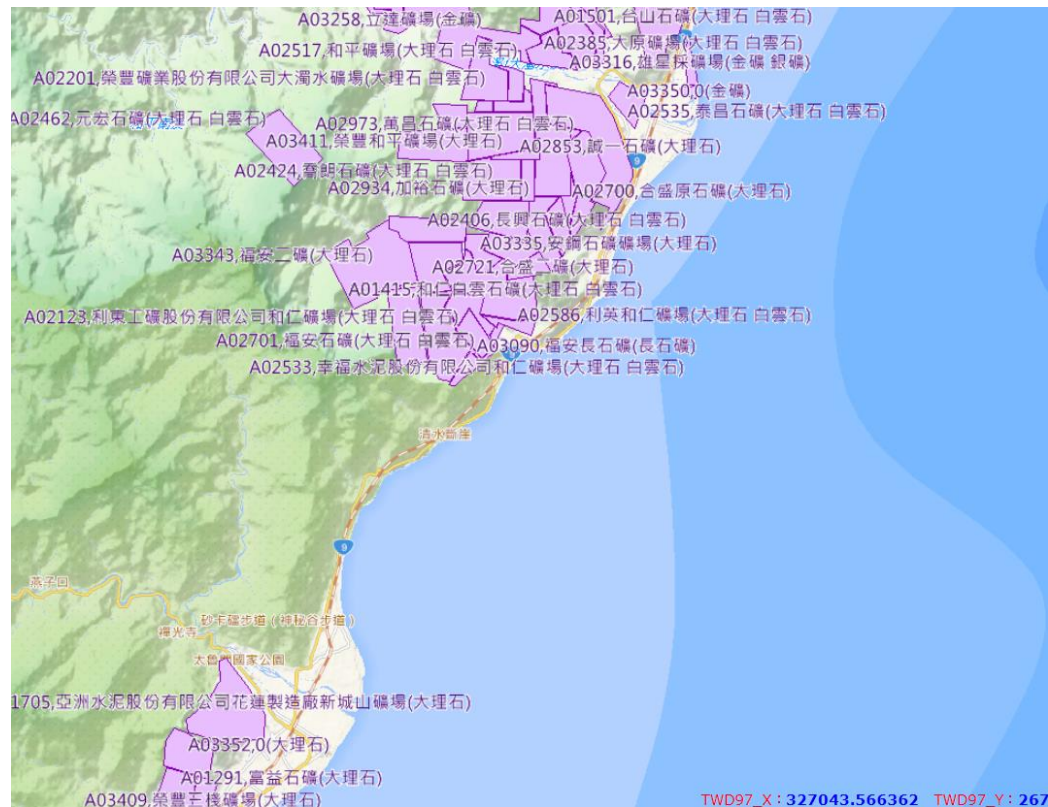 A03258,立達礦場(金礦)
A01501,台山石礦(大理石 白雲石)
A02517,和平礦場(大理石 白雲石)
A02385,大原礦場(大理石 白雲石)
A03316,雄星採礦場(金礦 銀礦)
A02201,榮豐礦業股份有限公司大濁水礦場(大理石 白雲石)
A03350,0(金礦)
A02535,泰昌石礦(大理石 白雲石)
A02462,元宏石礦(大理石 白雲石)
A02973,萬昌石礦(大理石 白雲石)
A03411,榮豐和平礦場(大理石)
A02853,誠一石礦(大理石)
9
A02424,喬朗石礦(大理石 白雲石)
A02934,加裕石礦(大理石)
A02700,合盛原石礦(大理石)
A02406,長興石礦(大理石 白雲石)
A03335,安鋼石礦礦場(大理石)
A03343,福安二礦(大理石)
A02721,合盛二礦(大理石)
A01415,和仁白雲石礦(大理石 白雲石)
A02123,利東工礦股份有限公司和仁礦場(大理石 白雲石)
A02586,利英和仁礦場(大理石 白雲石)
A02701,福安石礦(大理石 白雲石)
A03090,福安長石礦(長石礦)
A02533,幸福水泥股份有限公司和仁礦場(大理石 白雲石)
清水斷崖
9
燕子口
砂卡礑步道(神秘谷步道)
禪光寺
太魯閣國家公園
1705,亞洲水泥股份有限公司花蓮製造廠新城山礦場(大理石)
A03352,0(大理石)
A01291,富益石礦(大理石)
A03409,榮豐三棧礦場(大理石)
TWD97_X:327043.566362 TWD97_Y:267